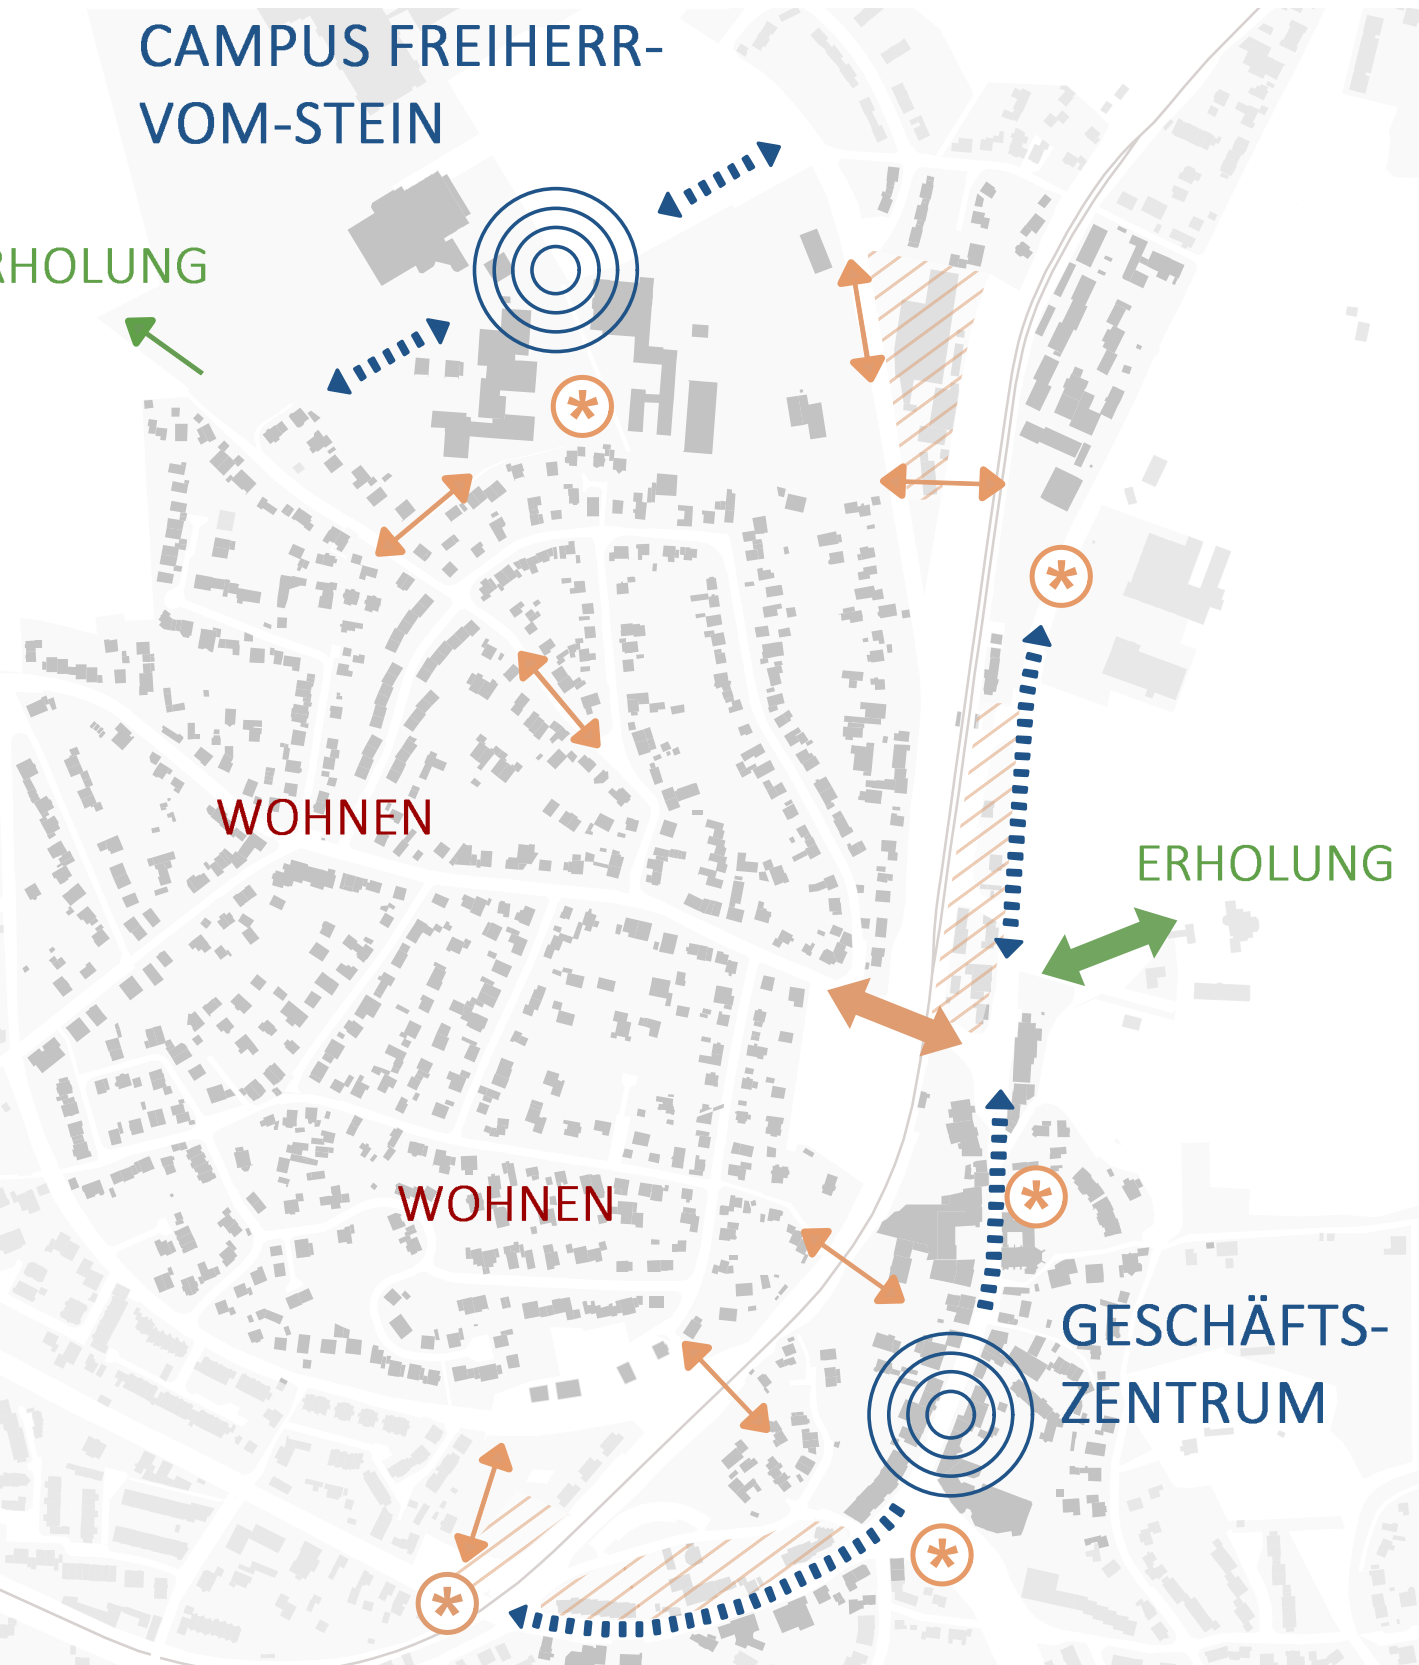 CAMPUS FREIHERR-
VOM-STEIN
RHOLUNG
WOHNEN
ERHOLUNG
WOHNEN
GESCHÄFTS-
ZENTRUM